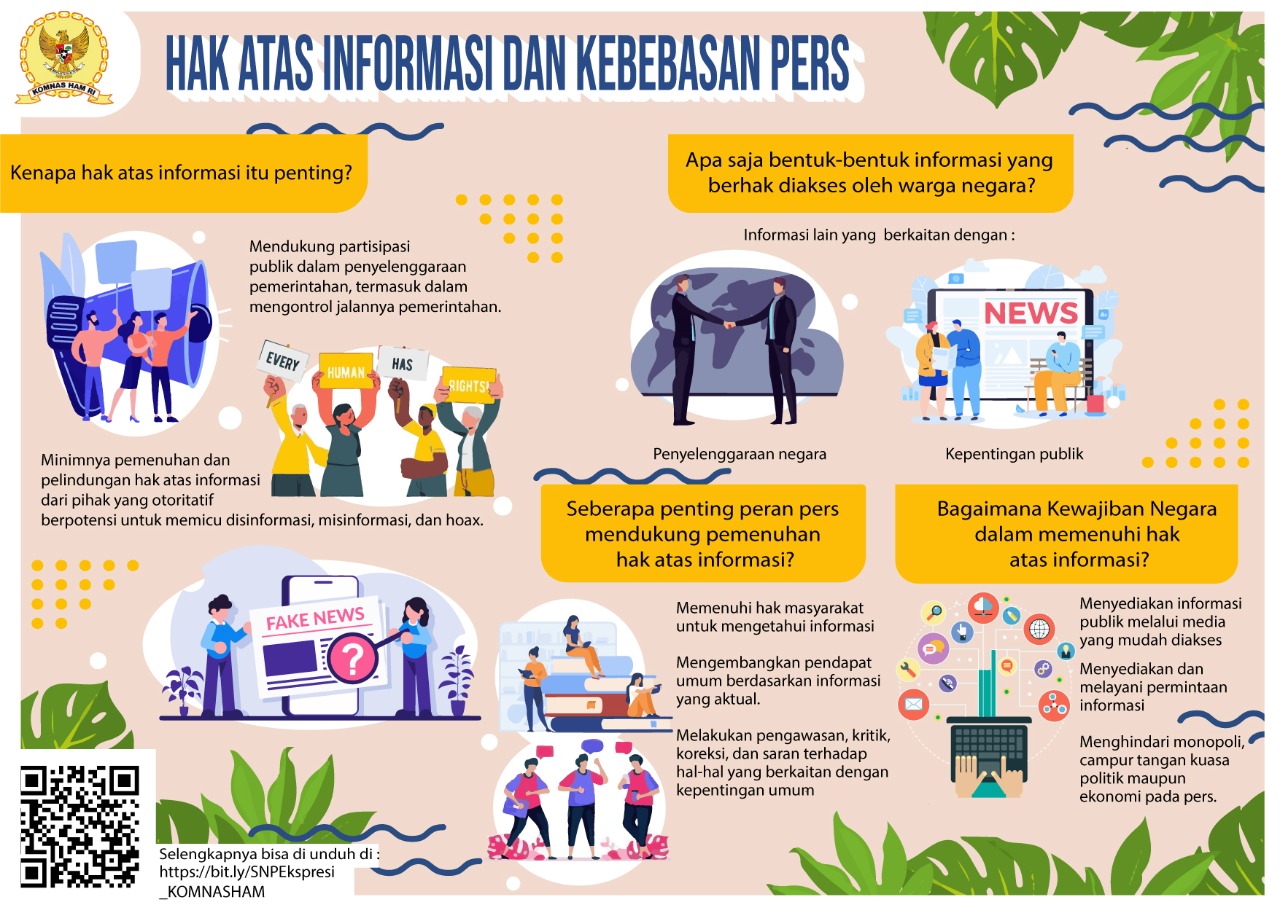 KOMNAS HAM RI
HAK ATAS INFORMASI DAN KEBEBASAN PERS
Kenapa hak atas informasi itu penting?
Mendukung partisipasi
publik dalam penyelenggaraan
pemerintahan, termasuk dalam
mengontrol jalannya pemerintahan.
EVERY
HUMAN
HAS
RIGHTS!
Minimnya pemenuhan dan
pelindungan hak atas informasi
dari pihak yang otoritatif
berpotensi untuk memicu disinformasi, misinformasi, dan hoax.
FAKE NEWS
?
Apa saja bentuk-bentuk informasi yang
berhak diakses oleh warga negara?
Informasi lain yang berkaitan dengan :
NEWS
Penyelenggaraan negara
Kepentingan publik
Seberapa penting peran pers
mendukung pemenuhan
hak atas informasi?
Memenuhi hak masyarakat
untuk mengetahui informasi
Mengembangkan pendapat
umum berdasarkan informasi
yang aktual.
Melakukan pengawasan, kritik,
koreksi, dan saran terhadap
hal-hal yang berkaitan dengan
kepentingan umum
Bagaimana Kewajiban Negara
dalam memenuhi hak
atas informasi?
Menyediakan informasi
publik melalui media
yang mudah diakses
Menyediakan dan
melayani permintaan
informasi
Menghindari monopoli,
campur tangan kuasa
politik maupun
ekonomi pada pers.
Selengkapnya bisa di unduh di :
https://bit.ly/SNPEkspresi
_KOMNASHAM